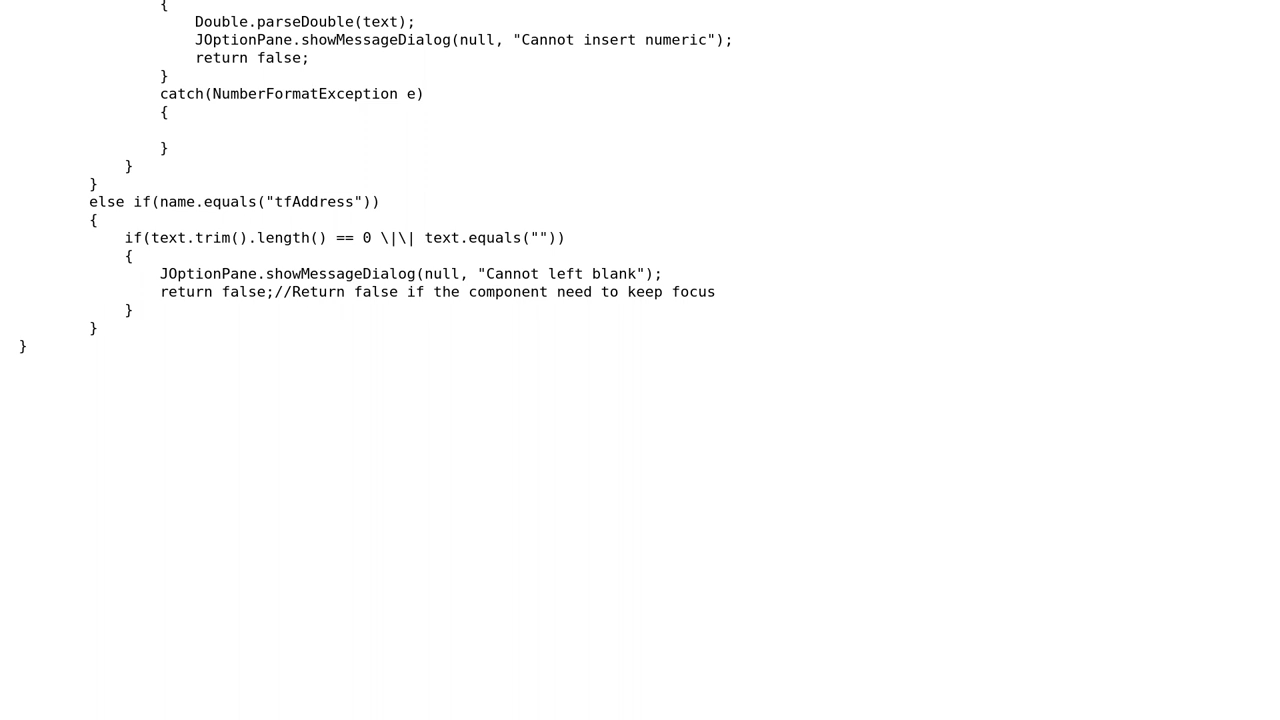 {
Double.parseDouble(text);
JOptionPane.showMessageDialog(null, "Cannot insert numeric");
return false;
}
catch(NumberFormatException e)
{
}
}
}
else if(name.equals("tfAddress"))
{
if(text.trim().length() == 0 \|\| text.equals(""))
{
JOptionPane.showMessageDialog(null, "Cannot left blank");
return false;//Return false if the component need to keep focus
}
}
}